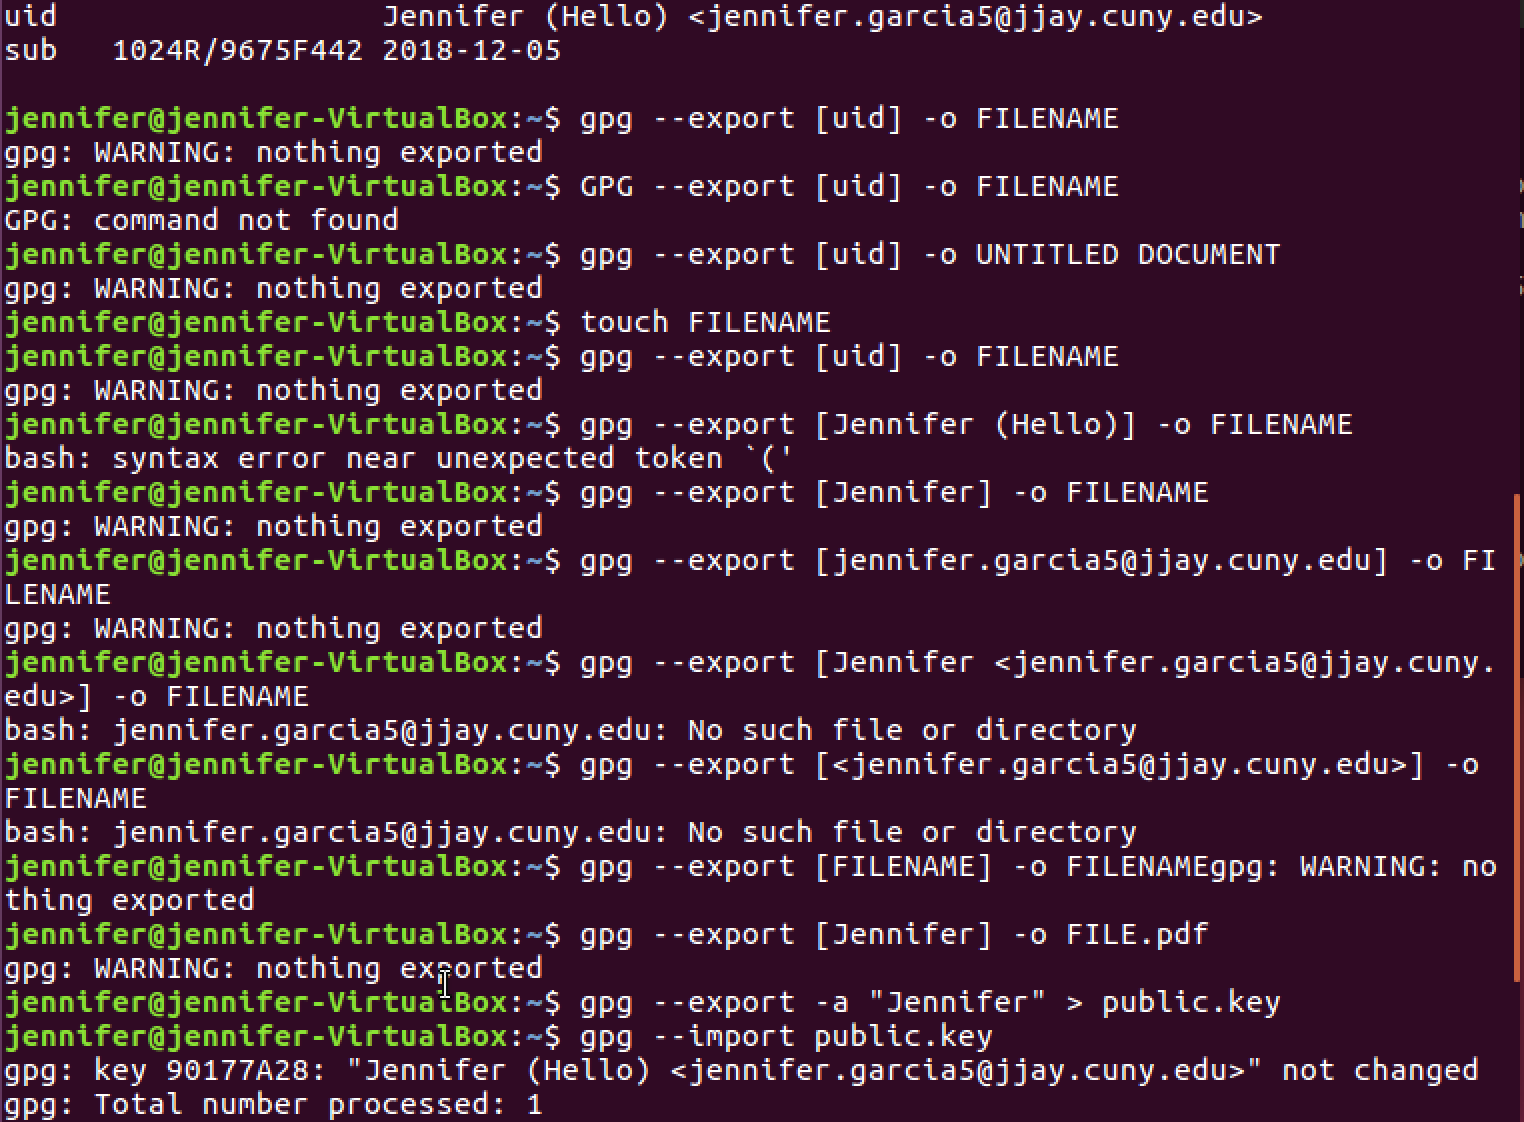 uid                  Jennifer (Hello) <jennifer.garcia5@jjay.cuny.edu>
sub   1024R/9675F442 2018-12-05
jennifer@jennifer-VirtualBox:~$ gpg --export [uid] -o FILENAME
gpg: WARNING: nothing exported
jennifer@jennifer-VirtualBox:~$ GPG --export [uid] -o FILENAME
GPG: command not found
jennifer@jennifer-VirtualBox:~$ gpg --export [uid] -o UNTITLED DOCUMENT
gpg: WARNING: nothing exported
jennifer@jennifer-VirtualBox:~$ touch FILENAME
jennifer@jennifer-VirtualBox:~$ gpg --export [uid] -o FILENAME
gpg: WARNING: nothing exported
jennifer@jennifer-VirtualBox:~$ gpg --export [Jennifer (Hello)] -o FILENAME
bash: syntax error near unexpected token `('
jennifer@jennifer-VirtualBox:~$ gpg --export [Jennifer] -o FILENAME
gpg: WARNING: nothing exported
jennifer@jennifer-VirtualBox:~$ gpg --export [jennifer.garcia5@jjay.cuny.edu] -o FI
LENAME
gpg: WARNING: nothing exported
jennifer@jennifer-VirtualBox:~$ gpg --export [Jennifer <jennifer.garcia5@jjay.cuny.
edu>] -o FILENAME
bash: jennifer.garcia5@jjay.cuny.edu: No such file or directory
jennifer@jennifer-VirtualBox:~$ gpg --export [<jennifer.garcia5@jjay.cuny.edu>] -o
FILENAME
bash: jennifer.garcia5@jjay.cuny.edu: No such file or directory
jennifer@jennifer-VirtualBox:~$ gpg --export [FILENAME] -o FILENAMEgpg: WARNING: no
thing exported
jennifer@jennifer-VirtualBox:~$ gpg --export [Jennifer] -o FILE.pdf
gpg: WARNING: nothing exported
jennifer@jennifer-VirtualBox:~$ gpg --export -a "Jennifer" > public.key
jennifer@jennifer-VirtualBox:~$ gpg --import public.key
gpg: key 90177A28: "Jennifer (Hello) <jennifer.garcia5@jjay.cuny.edu>" not changed
gpg: Total number processed: 1